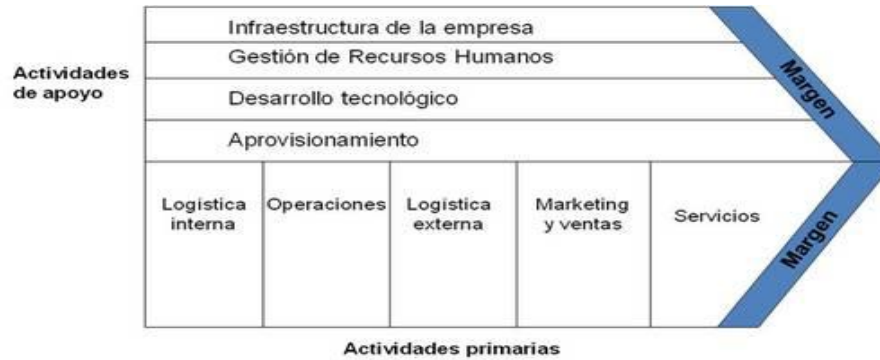 Infraestructura de la empresa
Gestión de Recursos Humanos
Actividades
de apoyo
Desarrollo tecnológico
Aprovisionamiento
Margen
Logística
interna
Operaciones
Logística
externa
Marketing
y ventas
Servicios
Margen
Actividades primarias